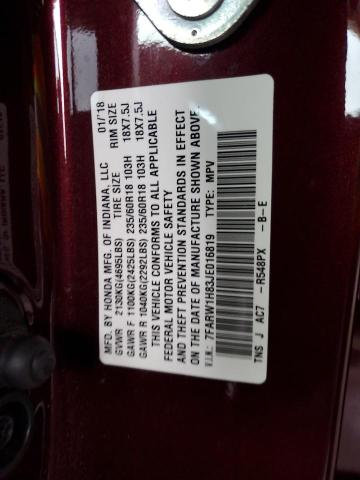 MFD. BY HONDA MFG. OF INDIANA, LLC 01/'18
GVWR 2130KG(4695LBS) TIRE SIZE RIM SIZE
GAWR F 1100KG(2425LBS) 235/60R18 103H 18X7.5J
GAWR R 1040KG(2292LBS) 235/60R18 103H 18X7.5J
THIS VEHICLE CONFORMS TO ALL APPLICABLE
FEDERAL MOTOR VEHICLE SAFETY
AND THEFT PREVENTION STANDARDS IN EFFECT
ON THE DATE OF MANUFACTURE SHOWN ABOVE.
V.I.N.: 7FARW1H83JE016819 TYPE: MPV
TNS J AC7 -R548PX -B-E